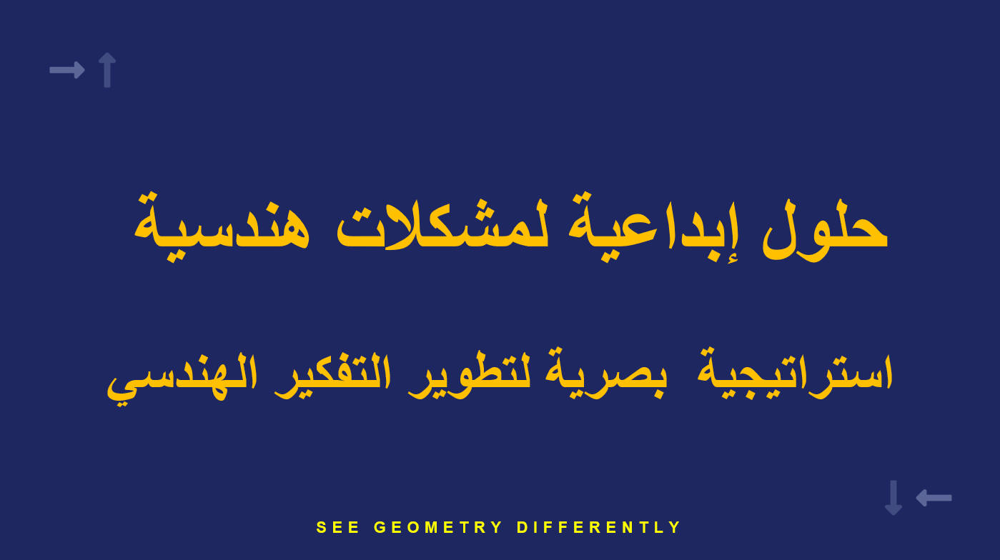 حلول إبداعية لمشكلات هندسية
استراتيجية بصرية لتطوير التفكير الهندسي
SEE GEOMETRY DIFFERENTLY